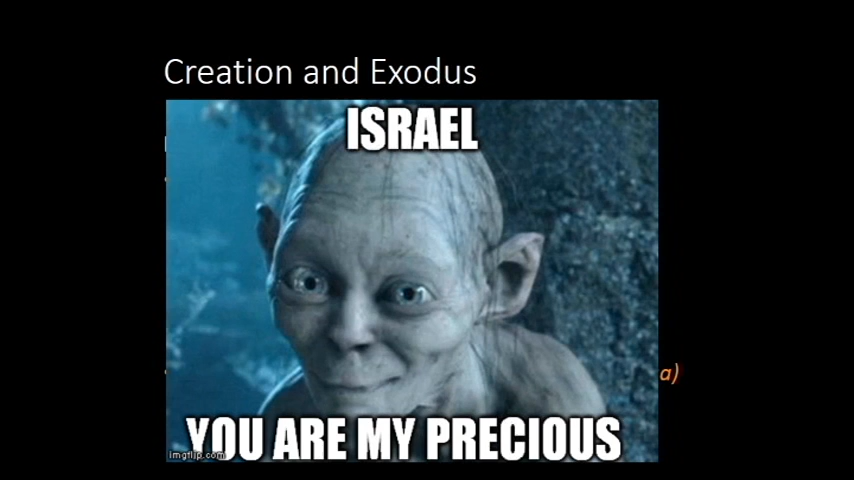 Creation and Exodus
ISRAEL
a)
YOU ARE MY PRECIOUS
imgflip.com